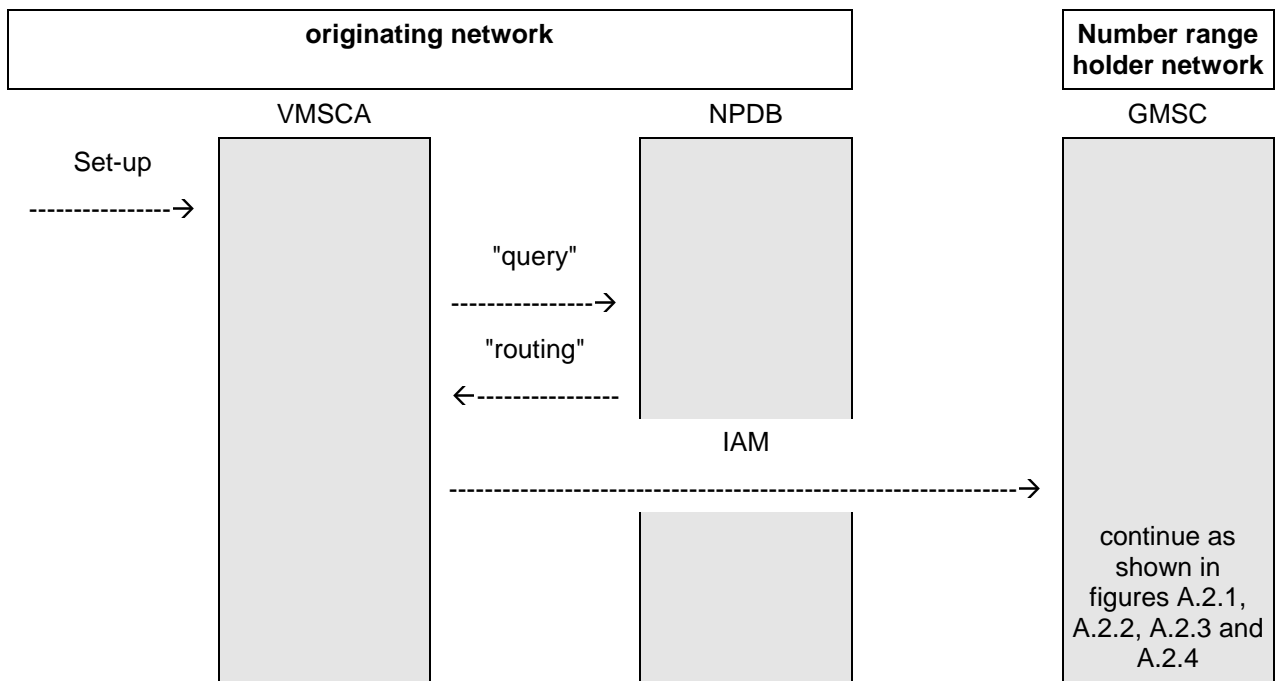 originating network
Number range
holder network
VMSCA
NPDB
GMSC
Set-up
"query"
"routing"
IAM
continue as
shown in
figures A.2.1,
A.2.2, A.2.3 and
A.2.4